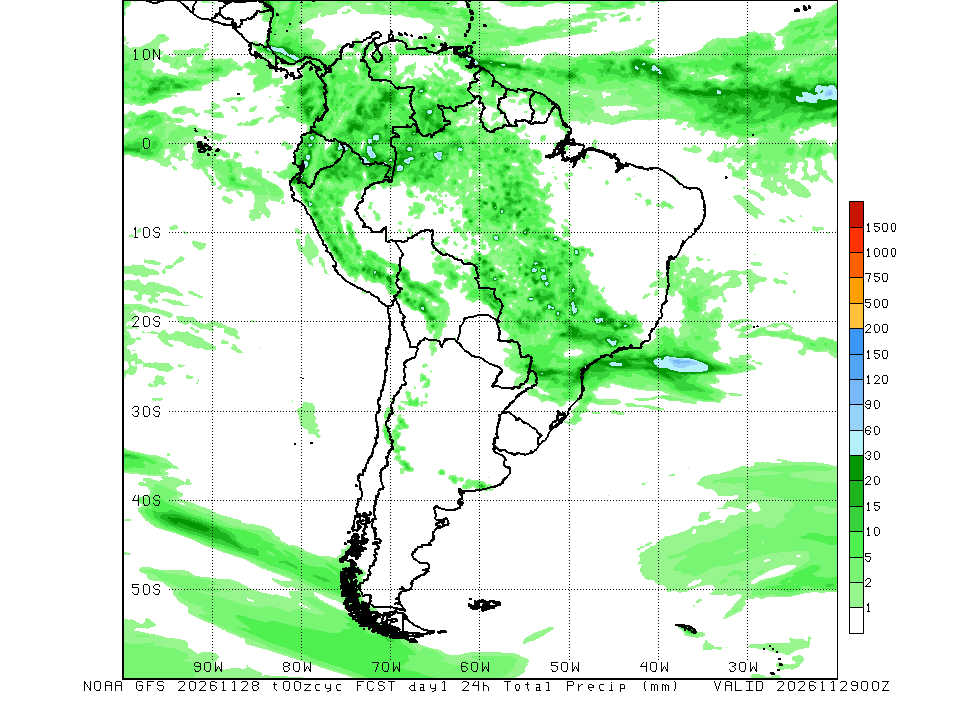 10N
0
10S
20S
30S
40S
50S
90W 80W 70W 60W 50W 40W 30W
1500
1000
750
500
200
150
120
90
60
30
20
15
10
5
2
1
NOAA GFS 20261128 t00zcyc FCST day1 24h Total Precip (mm) VALID 2026112900Z